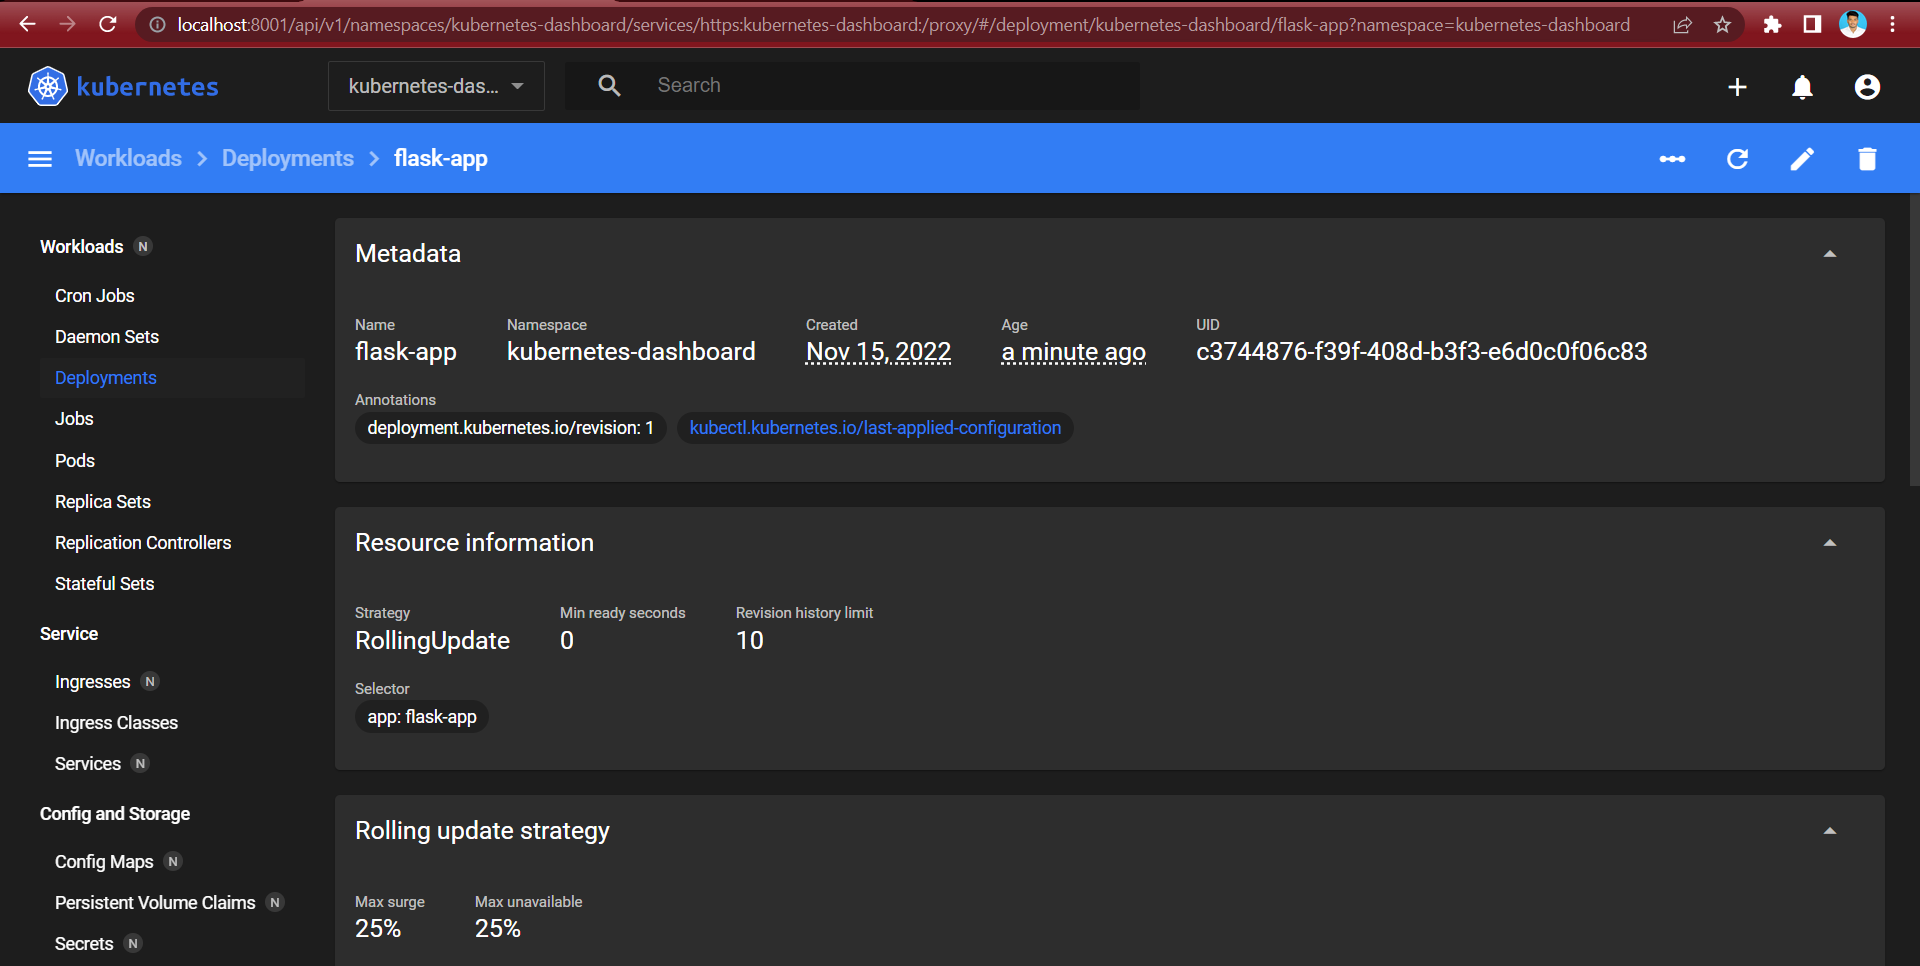 localhost:8001/api/v1/namespaces/kubernetes-dashboard/services/https:kubernetes-dashboard:/proxy/#/deployment/kubernetes-dashboard/flask-app?namespace=kubernetes-dashboard
kubernetes
kubernetes-das...
Search
Workloads > Deployments > flask-app
Workloads N
Cron Jobs
Daemon Sets
Deployments
Jobs
Pods
Replica Sets
Replication Controllers
Stateful Sets
Service
Ingresses N
Ingress Classes
Services N
Config and Storage
Config Maps N
Persistent Volume Claims N
Secrets N
Metadata
Name Namespace Created Age UID
flask-app kubernetes-dashboard Nov 15, 2022 a minute ago c3744876-f39f-408d-b3f3-e6d0c0f06c83
Annotations
deployment.kubernetes.io/revision: 1 kubectl.kubernetes.io/last-applied-configuration
Resource information
Strategy Min ready seconds Revision history limit
RollingUpdate 0 10
Selector
app: flask-app
Rolling update strategy
Max surge Max unavailable
25% 25%